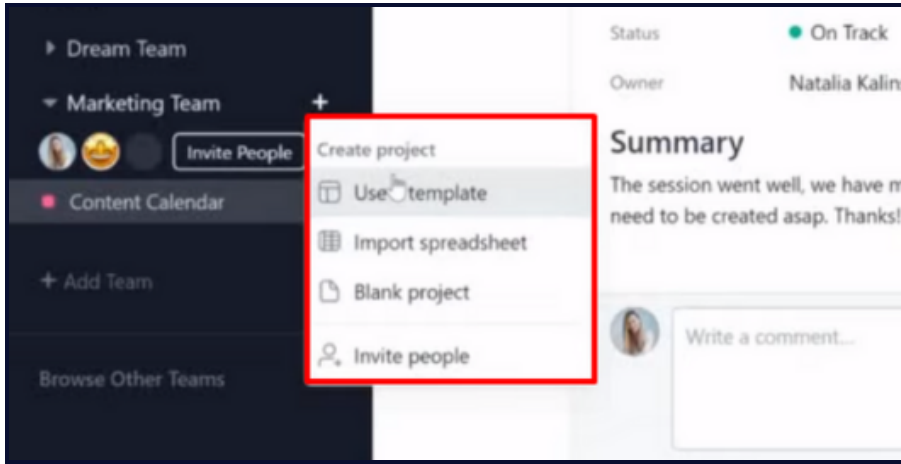 Dream Team
Marketing Team +
Invite People
Content Calendar
+ Add Team
Browse Other Teams
Create project
Use template
Import spreadsheet
Blank project
Invite people
Status On Track
Owner Natalia Kalin
Summary
The session went well, we have m
need to be created asap. Thanks!
Write a comment...